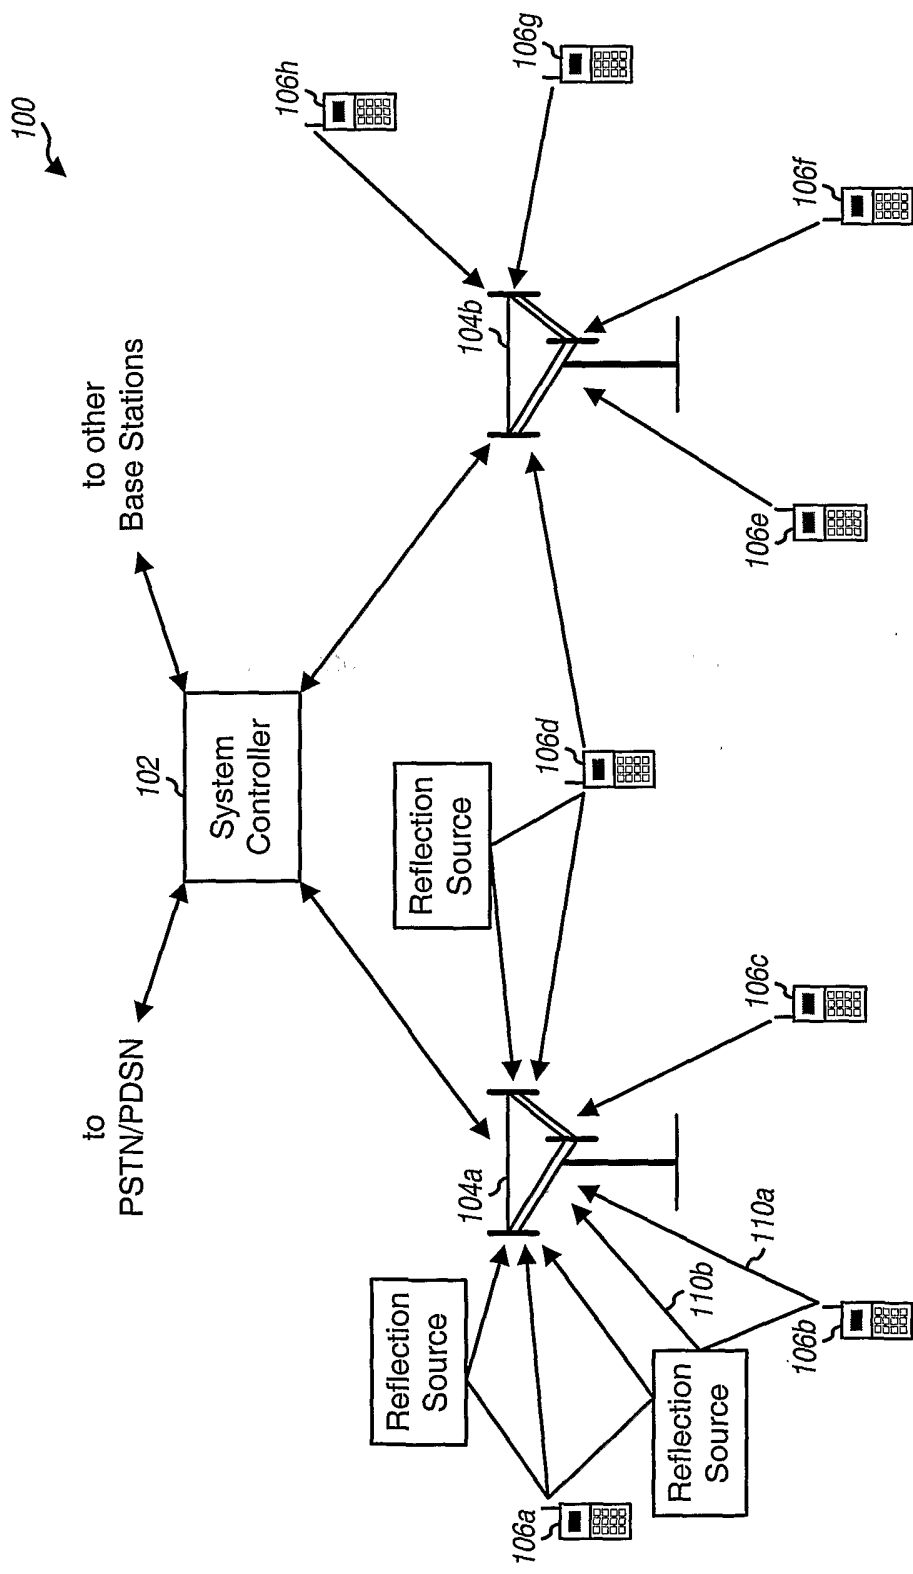 100
to other
Base Stations
102
System
Controller
to
PSTN/PDSN
106h
106g
104b
106f
106e
106d
Reflection
Source
106c
104a
Reflection
Source
110a
110b
106b
Reflection
Source
106a